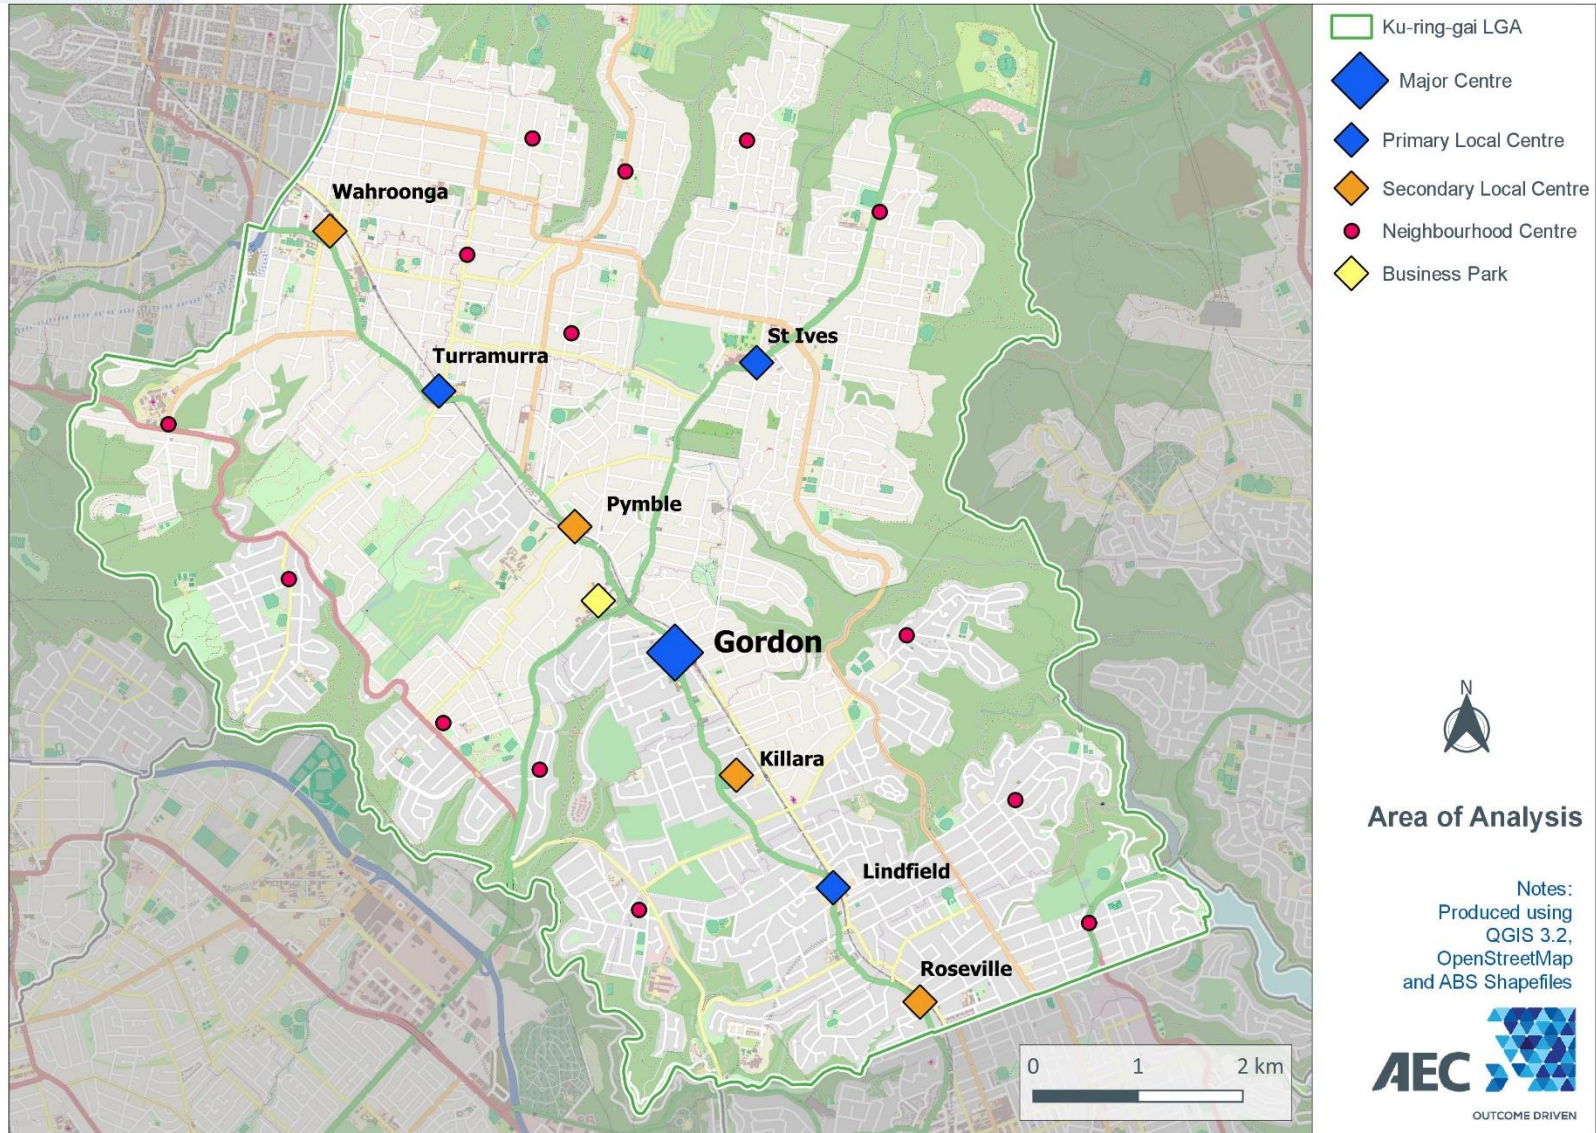 Ku-ring-gai LGA
Major Centre
Primary Local Centre
Secondary Local Centre
Neighbourhood Centre
Business Park
Wahroonga
St Ives
Turramurra
Pymble
Gordon
Killara
Lindfield
Roseville
0 1 2 km
N
Area of Analysis
Notes:
Produced using
QGIS 3.2,
OpenStreetMap
and ABS Shapefiles
AEC
OUTCOME DRIVEN